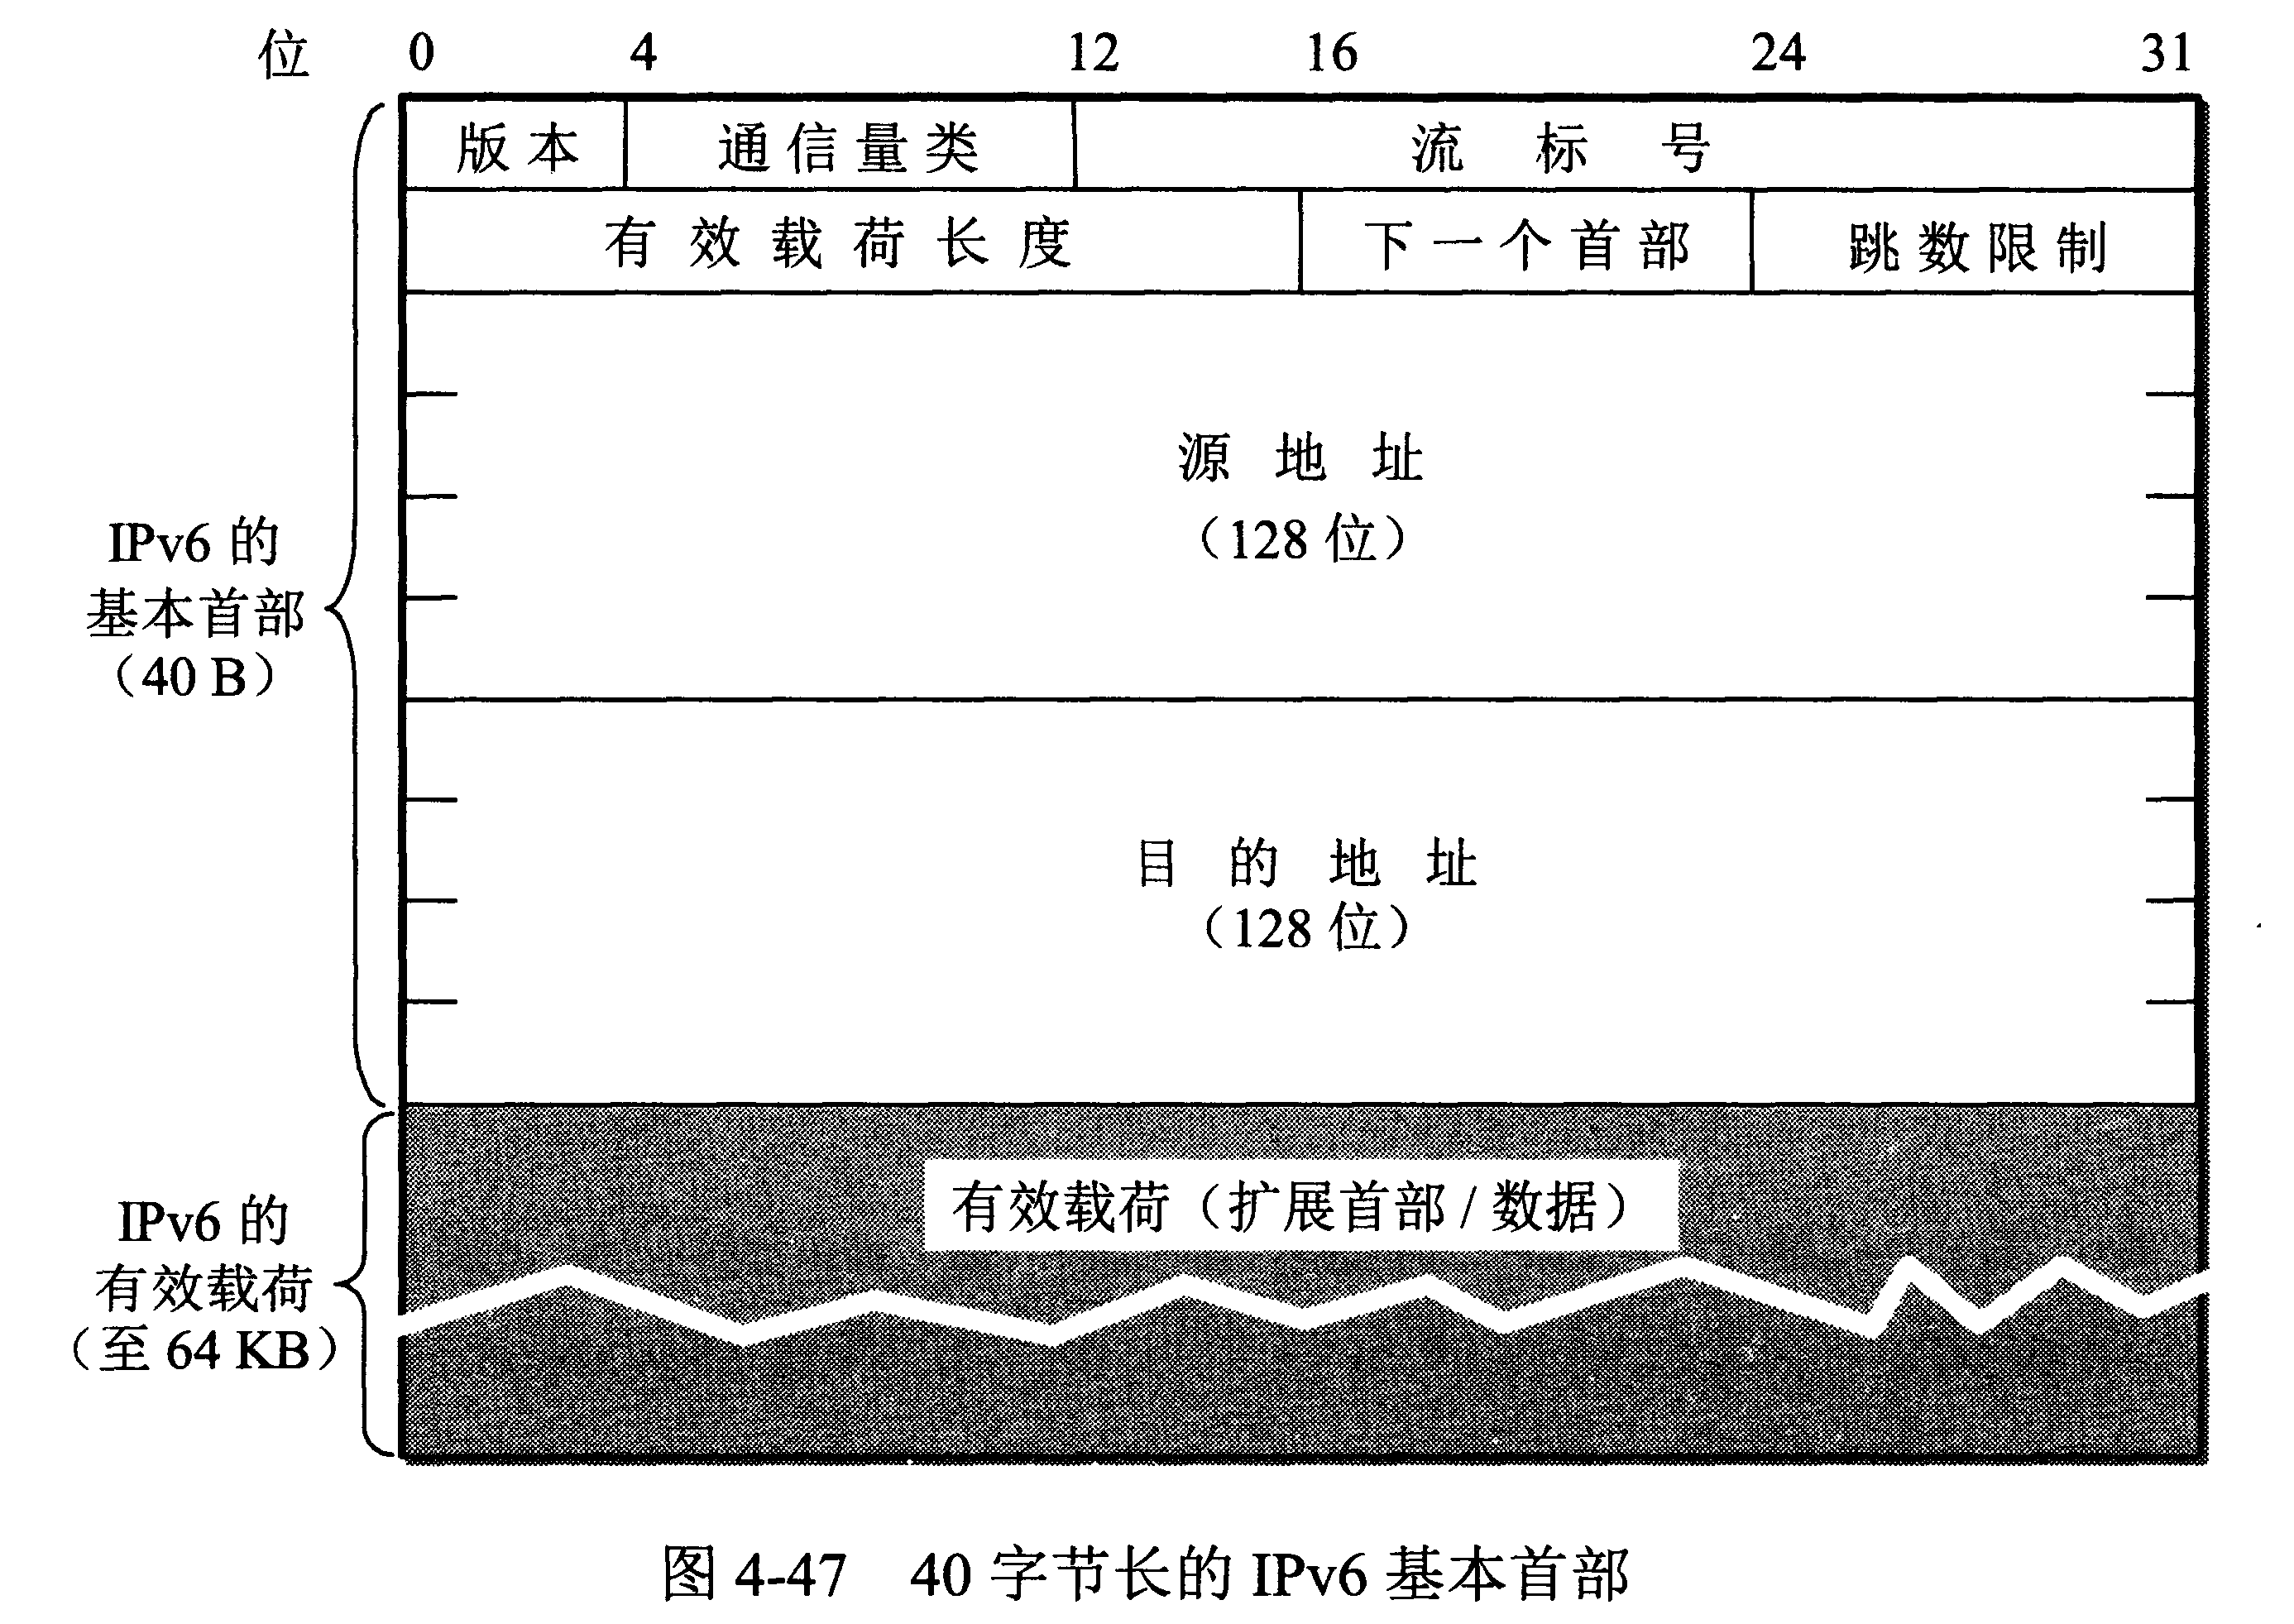 位 0 4 12 16 24 31
版本 通信量类 流标号
有效载荷长度 下一个首部 跳数限制
源地址
（128 位）
IPv6 的
基本首部
（40 B）
目的地址
（128 位）
有效载荷（扩展首部 / 数据）
IPv6 的
有效载荷
（至 64 KB）
图 4-47 40 字节长的 IPv6 基本首部